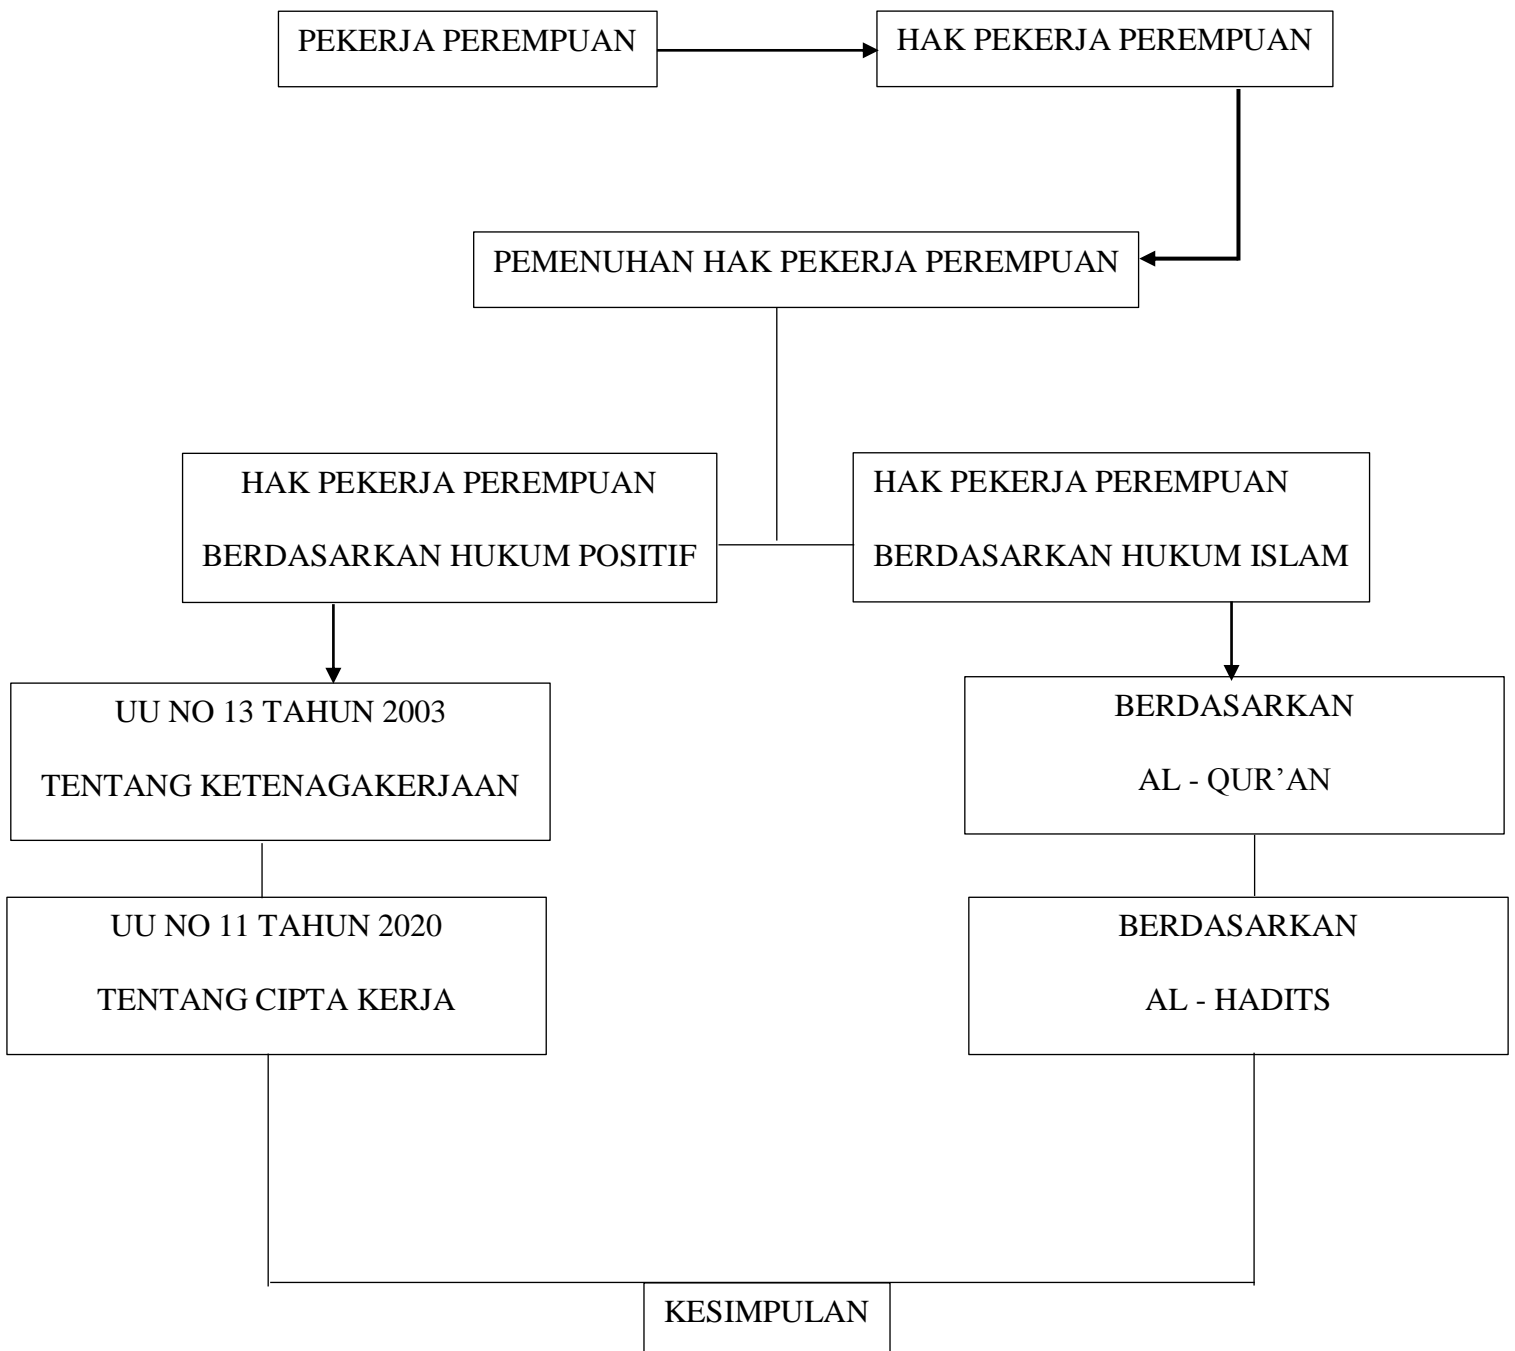 PEKERJA PEREMPUAN
HAK PEKERJA PEREMPUAN
PEMENUHAN HAK PEKERJA PEREMPUAN
HAK PEKERJA PEREMPUAN
BERDASARKAN HUKUM POSITIF
HAK PEKERJA PEREMPUAN
BERDASARKAN HUKUM ISLAM
UU NO 13 TAHUN 2003
TENTANG KETENAGAKERJAAN
BERDASARKAN
AL - QUR’AN
UU NO 11 TAHUN 2020
TENTANG CIPTA KERJA
BERDASARKAN
AL - HADITS
KESIMPULAN